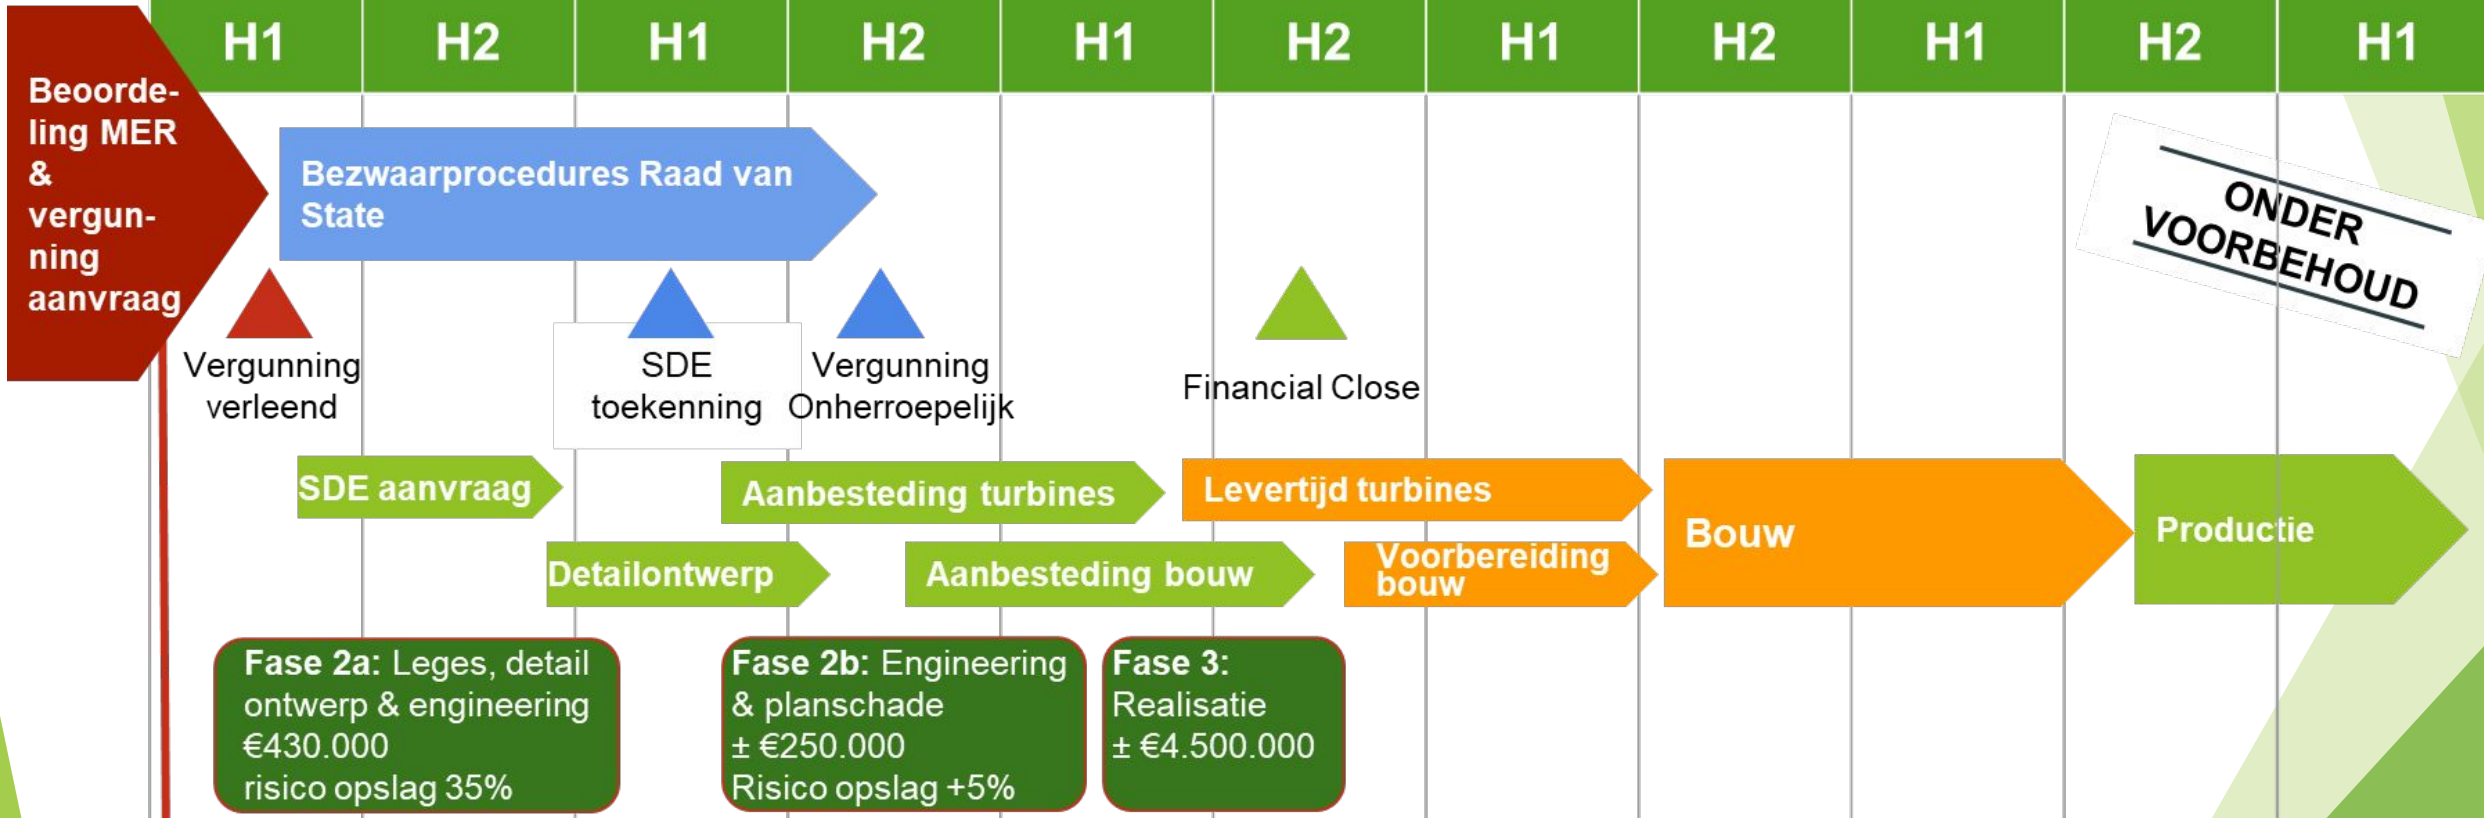 H1 H2 H1 H2 H1 H2 H1 H2 H1 H2 H1
Beoorde-
ling MER
&
vergun-
ning
aanvraag
Bezwaarprocedures Raad van
State
ONDER
VOORBEHOUD
Vergunning
verleend
SDE
toekenning
Vergunning
Onherroepelijk
Financial Close
SDE aanvraag
Aanbesteding turbines
Levertijd turbines
Bouw
Productie
Detailontwerp
Aanbesteding bouw
Voorbereiding
bouw
Fase 2a: Leges, detail
ontwerp & engineering
€430.000
risico opslag 35%
Fase 2b: Engineering
& planschade
± €250.000
Risico opslag +5%
Fase 3:
Realisatie
± €4.500.000